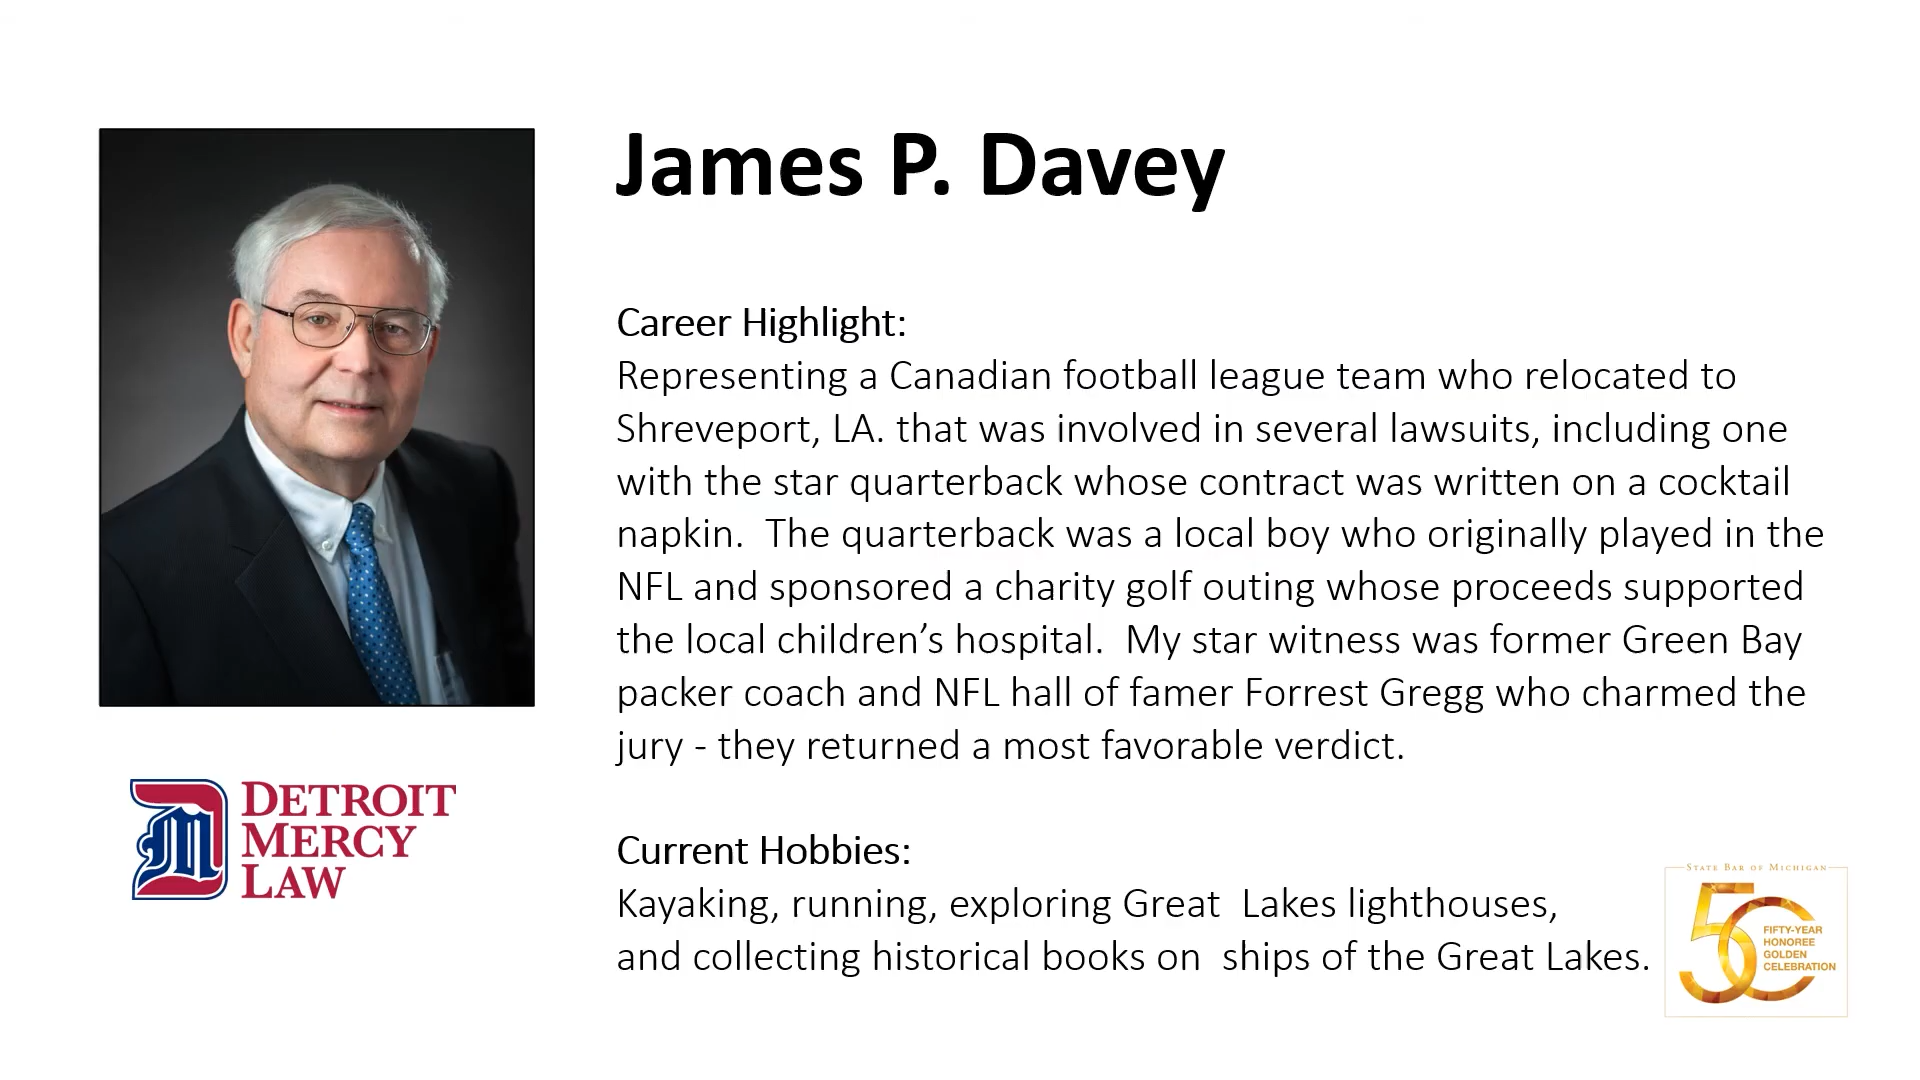 James P. Davey
Career Highlight:
Representing a Canadian football league team who relocated to
Shreveport, LA. that was involved in several lawsuits, including one
with the star quarterback whose contract was written on a cocktail
napkin.  The quarterback was a local boy who originally played in the
NFL and sponsored a charity golf outing whose proceeds supported
the local children’s hospital.  My star witness was former Green Bay
packer coach and NFL hall of famer Forrest Gregg who charmed the
jury - they returned a most favorable verdict.
DETROIT
MERCY
LAW
Current Hobbies:
Kayaking, running, exploring Great  Lakes lighthouses,
and collecting historical books on  ships of the Great Lakes.
STATE BAR OF MICHIGAN
50
FIFTY-YEAR
HONOREE
GOLDEN
CELEBRATION